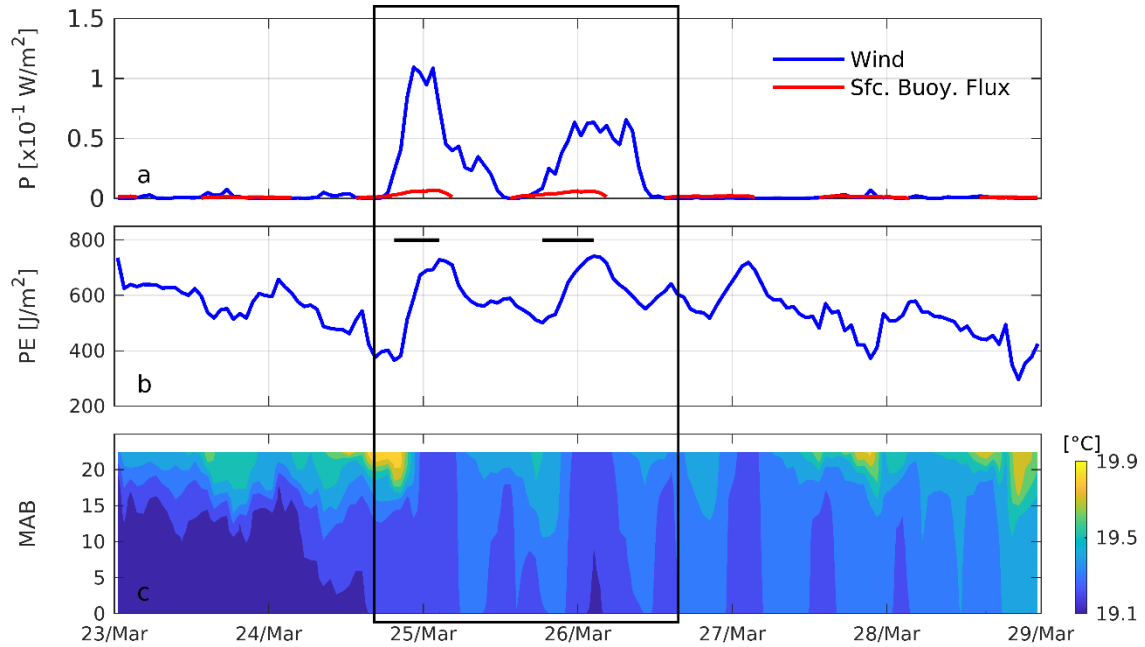 P [x10⁻¹ W/m²]
1.5
1
0.5
0
Wind
Sfc. Buoy. Flux
a
PE [J/m²]
800
600
400
200
b
MAB
20
15
10
5
0
c
23/Mar 24/Mar 25/Mar 26/Mar 27/Mar 28/Mar 29/Mar
[°C]
19.9
19.5
19.1